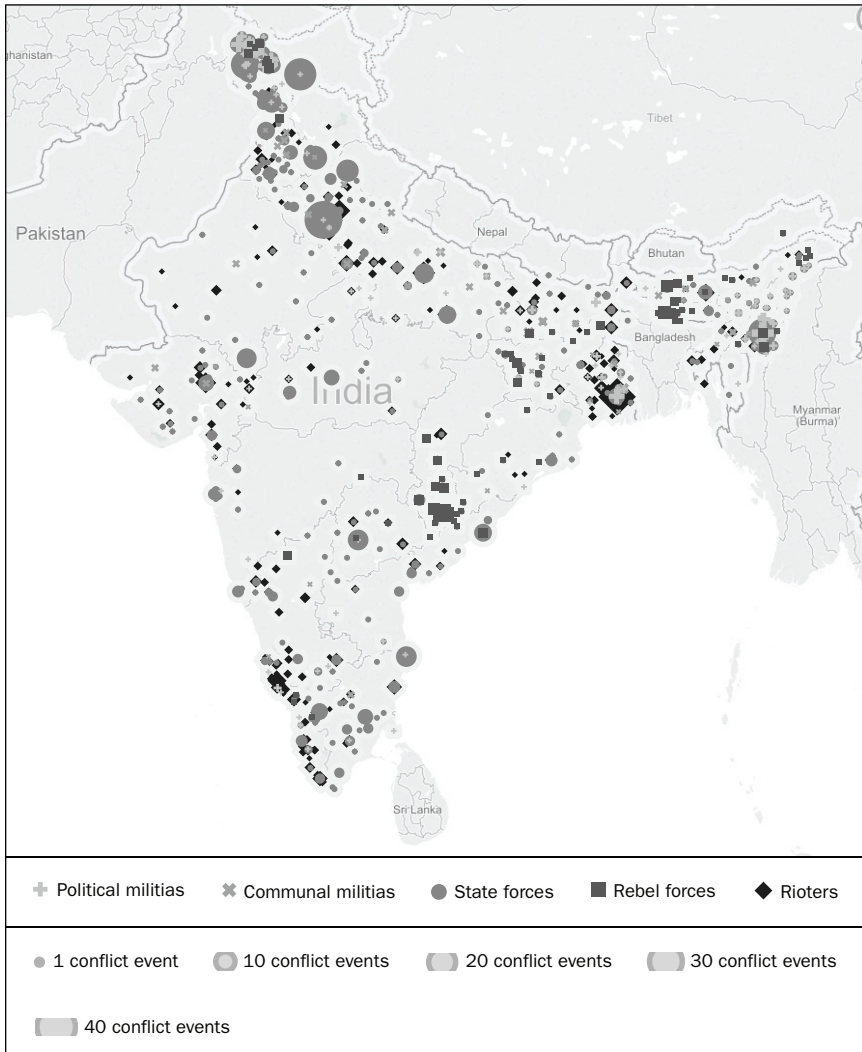 ghanistan
Tibet
Pakistan
Nepal
Bhutan
Bangladesh
India
Myanmar
(Burma)
Sri Lanka
Political militias
Communal militias
State forces
Rebel forces
Rioters
1 conflict event
10 conflict events
20 conflict events
30 conflict events
40 conflict events